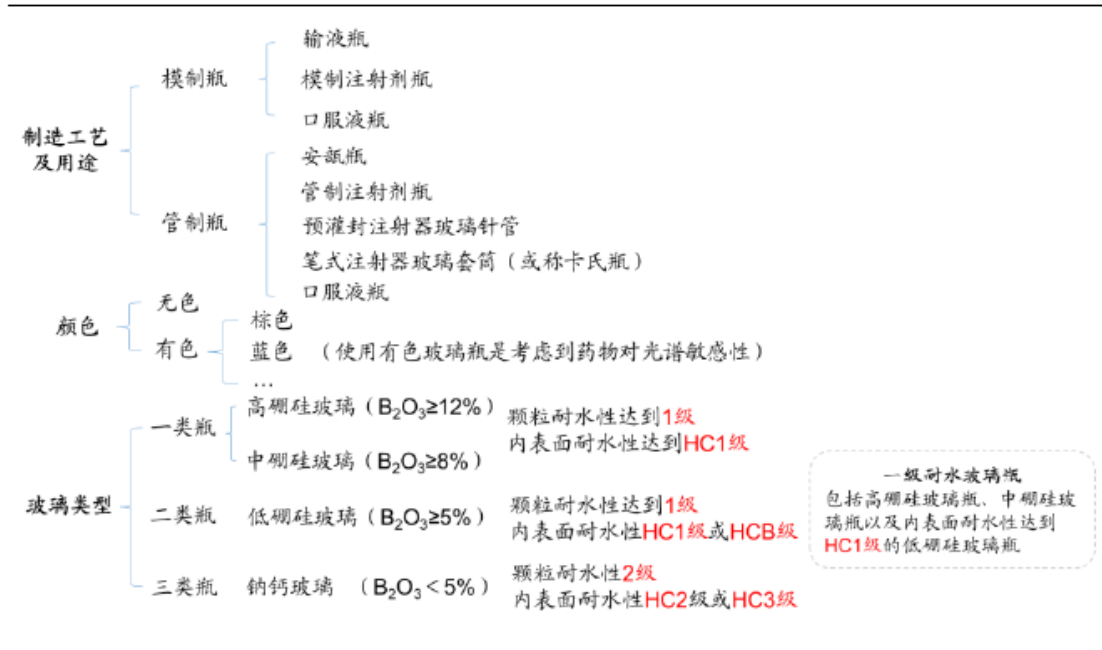 制造工艺
及用途
模制瓶
输液瓶
模制注射剂瓶
口服液瓶
管制瓶
安瓿瓶
管制注射剂瓶
预灌封注射器玻璃针管
笔式注射器玻璃套筒（或称卡氏瓶）
口服液瓶
颜色
无色
有色
棕色
蓝色 （使用有色玻璃瓶是考虑到药物对光谱敏感性）
…
玻璃类型
一类瓶
高硼硅玻璃（B₂O₃≥12%）
中硼硅玻璃（B₂O₃≥8%）
颗粒耐水性达到1级
内表面耐水性达到HC1级
二类瓶
低硼硅玻璃（B₂O₃≥5%）
颗粒耐水性达到1级
内表面耐水性HC1级或HCB级
三类瓶
钠钙玻璃 （B₂O₃＜5%）
颗粒耐水性2级
内表面耐水性HC2级或HC3级
一级耐水玻璃瓶
包括高硼硅玻璃瓶、中硼硅玻
璃瓶以及内表面耐水性达到
HC1级的低硼硅玻璃瓶